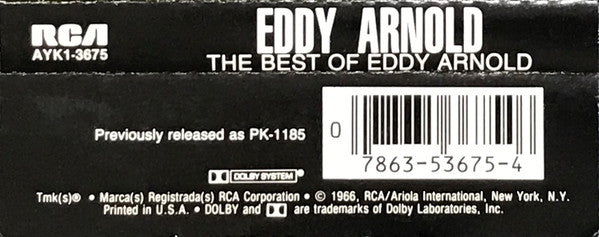 RCA
AYK1-3675
EDDY ARNOLD
THE BEST OF EDDY ARNOLD
Previously released as PK-1185
0 7863-53675-4
DOLBY SYSTEM®
Tmk(s)® • Marca(s) Registrada(s) RCA Corporation • © 1966, RCA/Ariola International, New York, N.Y.
Printed in U.S.A. • DOLBY and are trademarks of Dolby Laboratories, Inc.